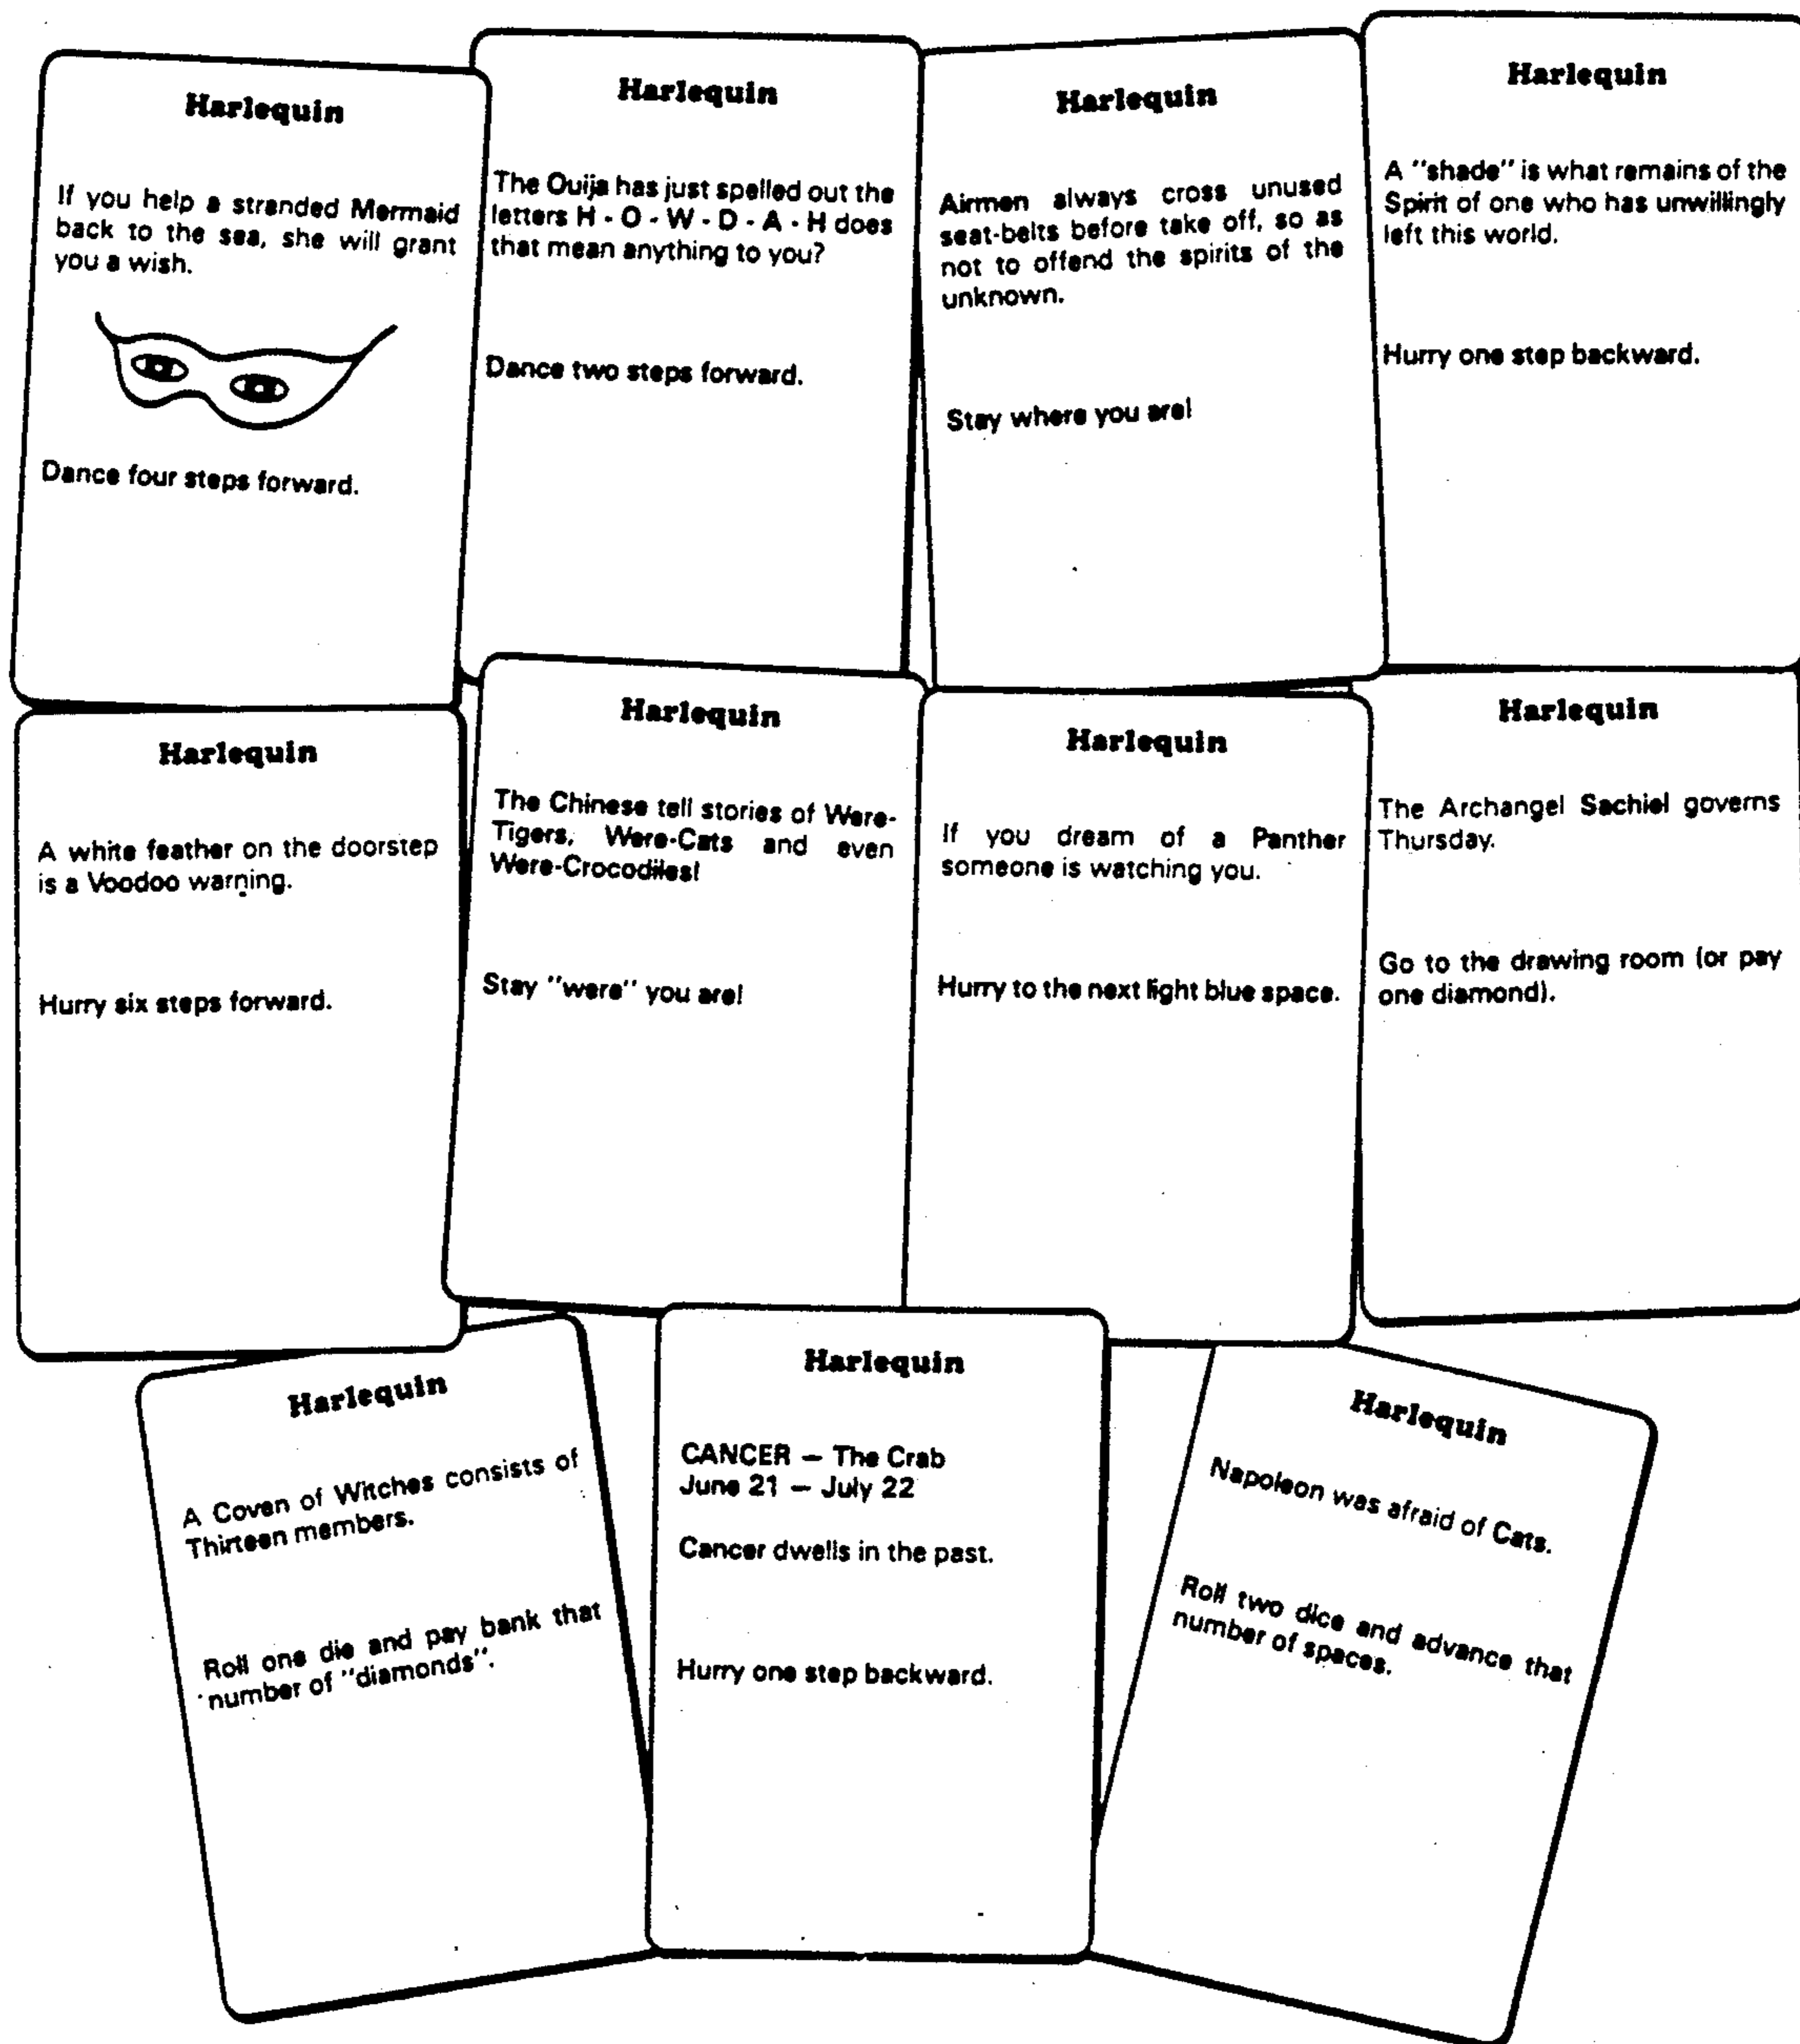 Harlequin
If you help a stranded Mermaid
back to the sea, she will grant
you a wish.
Dance four steps forward.
Harlequin
The Ouija has just spelled out the
letters H - O - W - D - A - H does
that mean anything to you?
Dance two steps forward.
Harlequin
Airmen always cross unused
seat-belts before take off, so as
not to offend the spirits of the
unknown.
Stay where you are!
Harlequin
A "shade" is what remains of the
Spirit of one who has unwillingly
left this world.
Hurry one step backward.
Harlequin
A white feather on the doorstep
is a Voodoo warning.
Hurry six steps forward.
Harlequin
The Chinese tell stories of Were-
Tigers, Were-Cats and even
Were-Crocodiles!
Stay "were" you are!
Harlequin
If you dream of a Panther
someone is watching you.
Hurry to the next light blue space.
Harlequin
The Archangel Sachiel governs
Thursday.
Go to the drawing room (or pay
one diamond).
Harlequin
A Coven of Witches consists of
Thirteen members.
Roll one die and pay bank that
number of "diamonds".
Harlequin
CANCER — The Crab
June 21 — July 22
Cancer dwells in the past.
Hurry one step backward.
Harlequin
Napoleon was afraid of Cats.
Roll two dice and advance that
number of spaces.